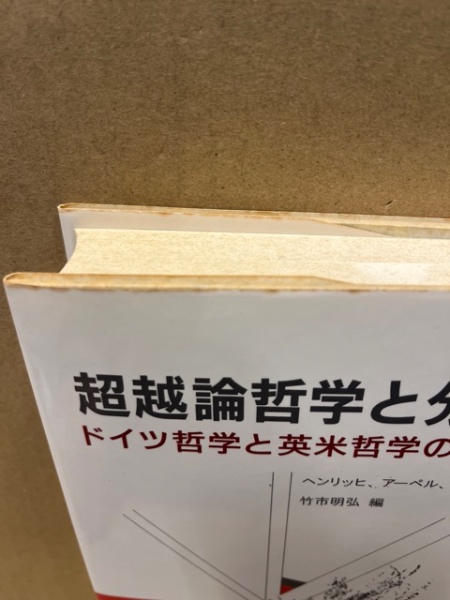 超越論哲学と分
ドイツ哲学と英米哲学の
ヘンリッヒ、アーペル、
竹市明弘 編